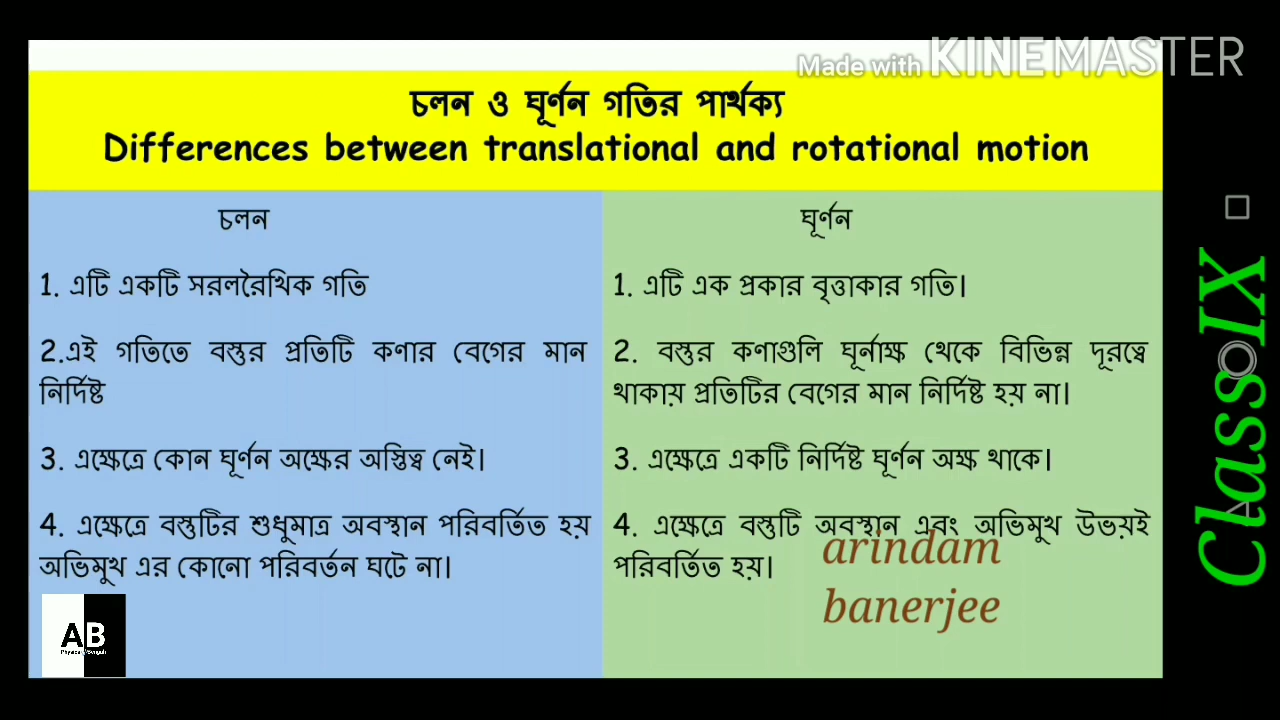 Made with KINEMASTER
চলন ও ঘূর্ণন গতির পার্থক্য
Differences between translational and rotational motion
চলন
1. এটি একটি সরলরৈখিক গতি
2.এই গতিতে বস্তুর প্রতিটি কণার বেগের মান
নির্দিষ্ট
3. এক্ষেত্রে কোন ঘূর্ণন অক্ষের অস্তিত্ব নেই।
4. এক্ষেত্রে বস্তুটির শুধুমাত্র অবস্থান পরিবর্তিত হয়
অভিমুখ এর কোনো পরিবর্তন ঘটে না।
ঘূর্ণন
1. এটি এক প্রকার বৃত্তাকার গতি।
2. বস্তুর কণাগুলি ঘূর্নাক্ষ থেকে বিভিন্ন দূরত্বে
থাকায় প্রতিটির বেগের মান নির্দিষ্ট হয় না।
3. এক্ষেত্রে একটি নির্দিষ্ট ঘূর্ণন অক্ষ থাকে।
4. এক্ষেত্রে বস্তুটি অবস্থান এবং অভিমুখ উভয়ই
পরিবর্তিত হয়।
arindam
banerjee
AB
Class IX